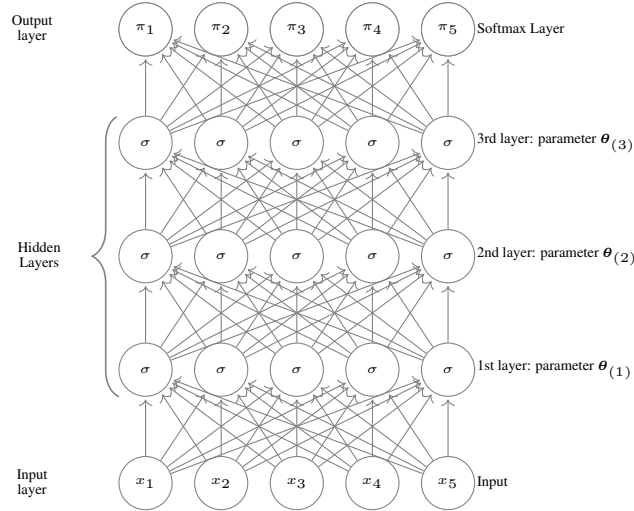 Output
layer
π1 π2 π3 π4 π5 Softmax Layer
σ σ σ σ σ 3rd layer: parameter θ(3)
Hidden
Layers
σ σ σ σ σ 2nd layer: parameter θ(2)
σ σ σ σ σ 1st layer: parameter θ(1)
Input
layer
x1 x2 x3 x4 x5 Input